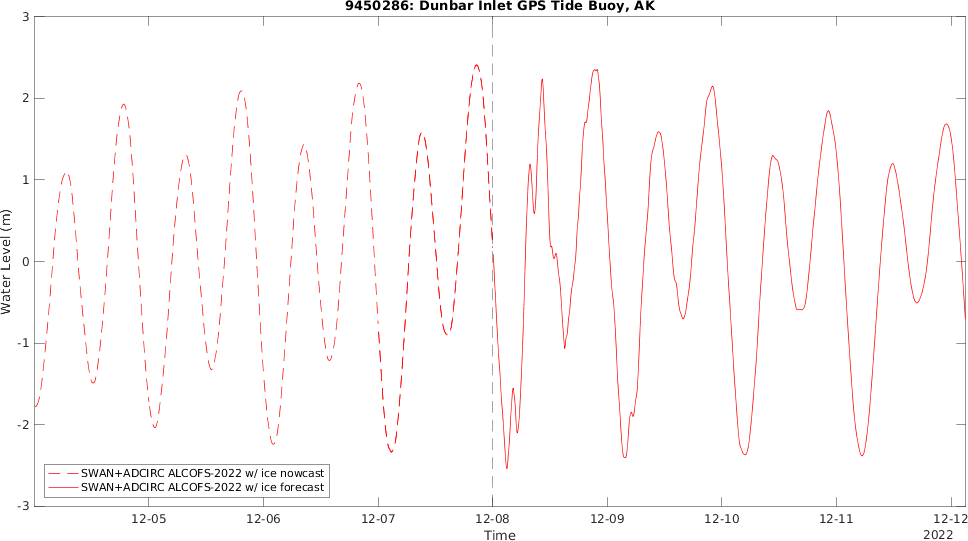 9450286: Dunbar Inlet GPS Tide Buoy, AK
3
2
1
0
-1
-2
-3
Water Level (m)
SWAN+ADCIRC ALCOFS-2022 w/ ice nowcast
SWAN+ADCIRC ALCOFS-2022 w/ ice forecast
12-05 12-06 12-07 12-08 12-09 12-10 12-11 12-12
Time
2022